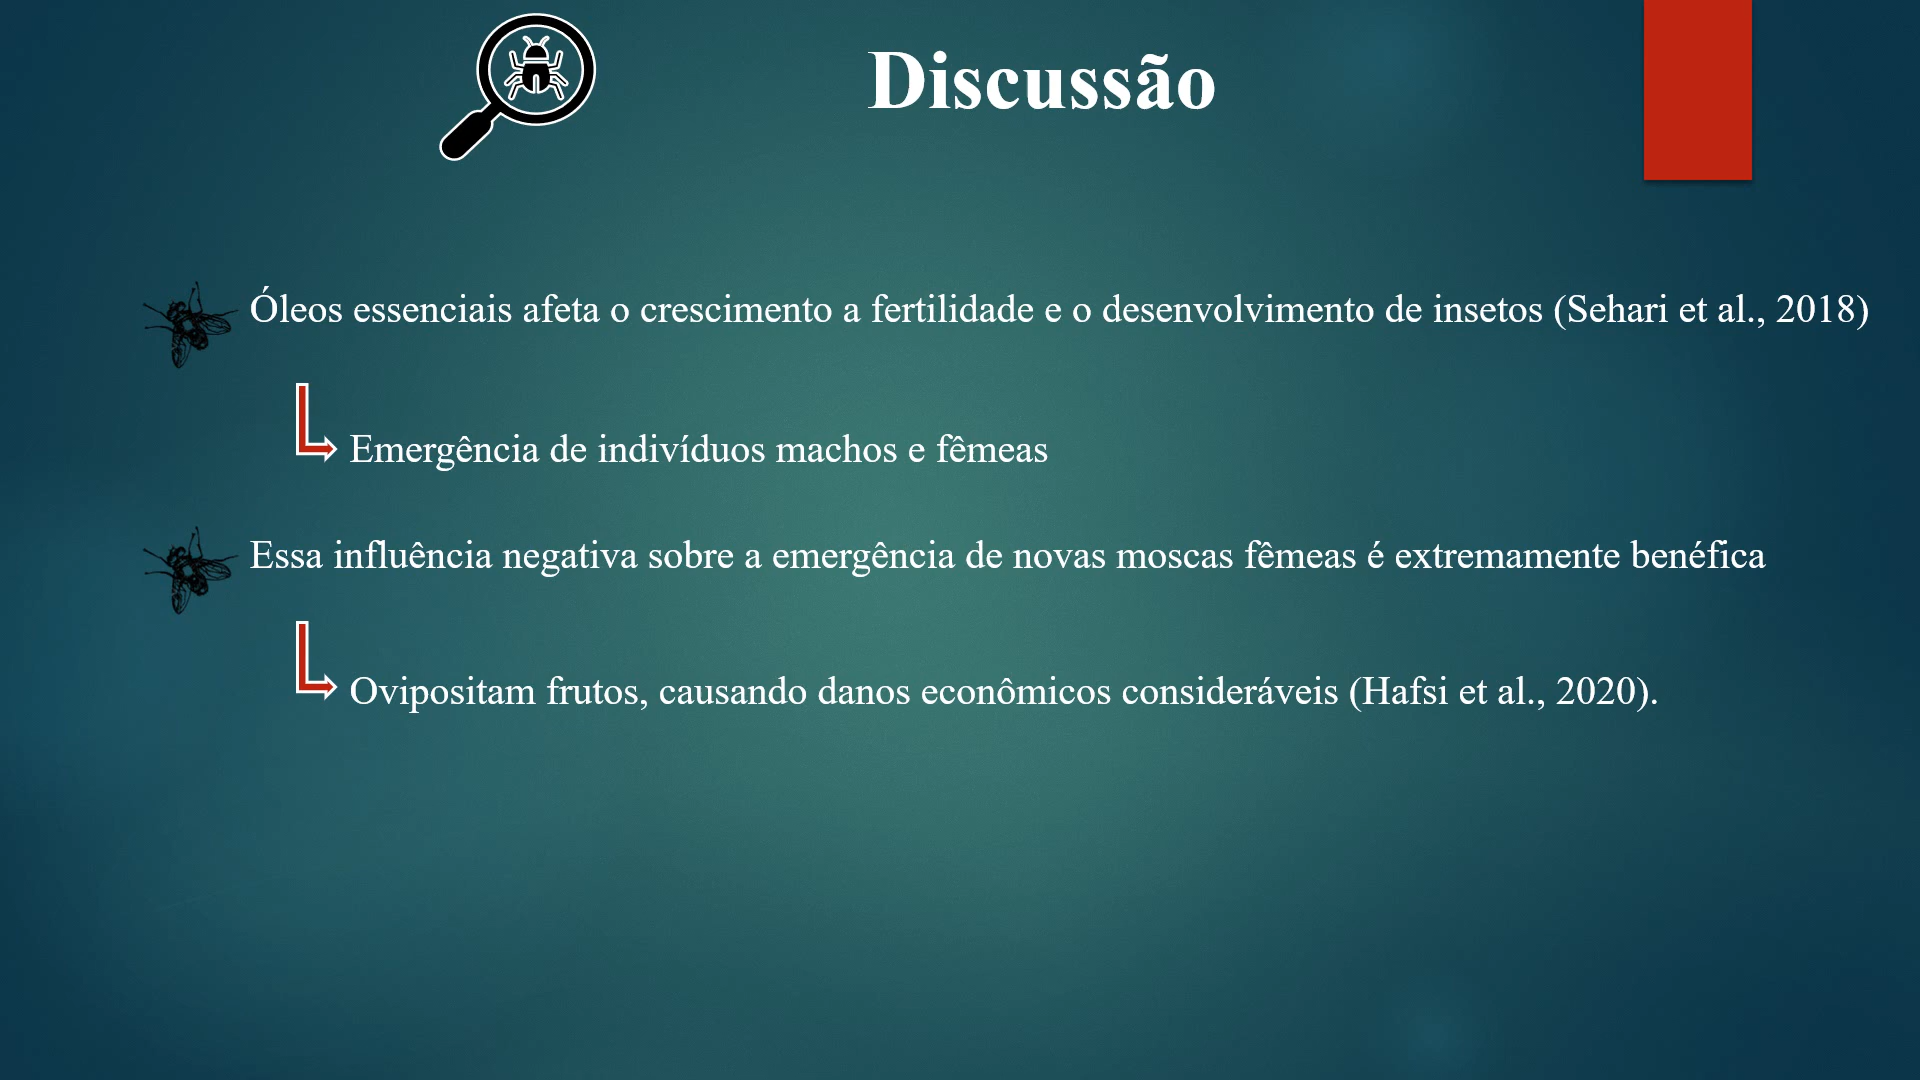 Discussão
Óleos essenciais afeta o crescimento a fertilidade e o desenvolvimento de insetos (Sehari et al., 2018)
Emergência de indivíduos machos e fêmeas
Essa influência negativa sobre a emergência de novas moscas fêmeas é extremamente benéfica
Ovipositam frutos, causando danos econômicos consideráveis (Hafsi et al., 2020).